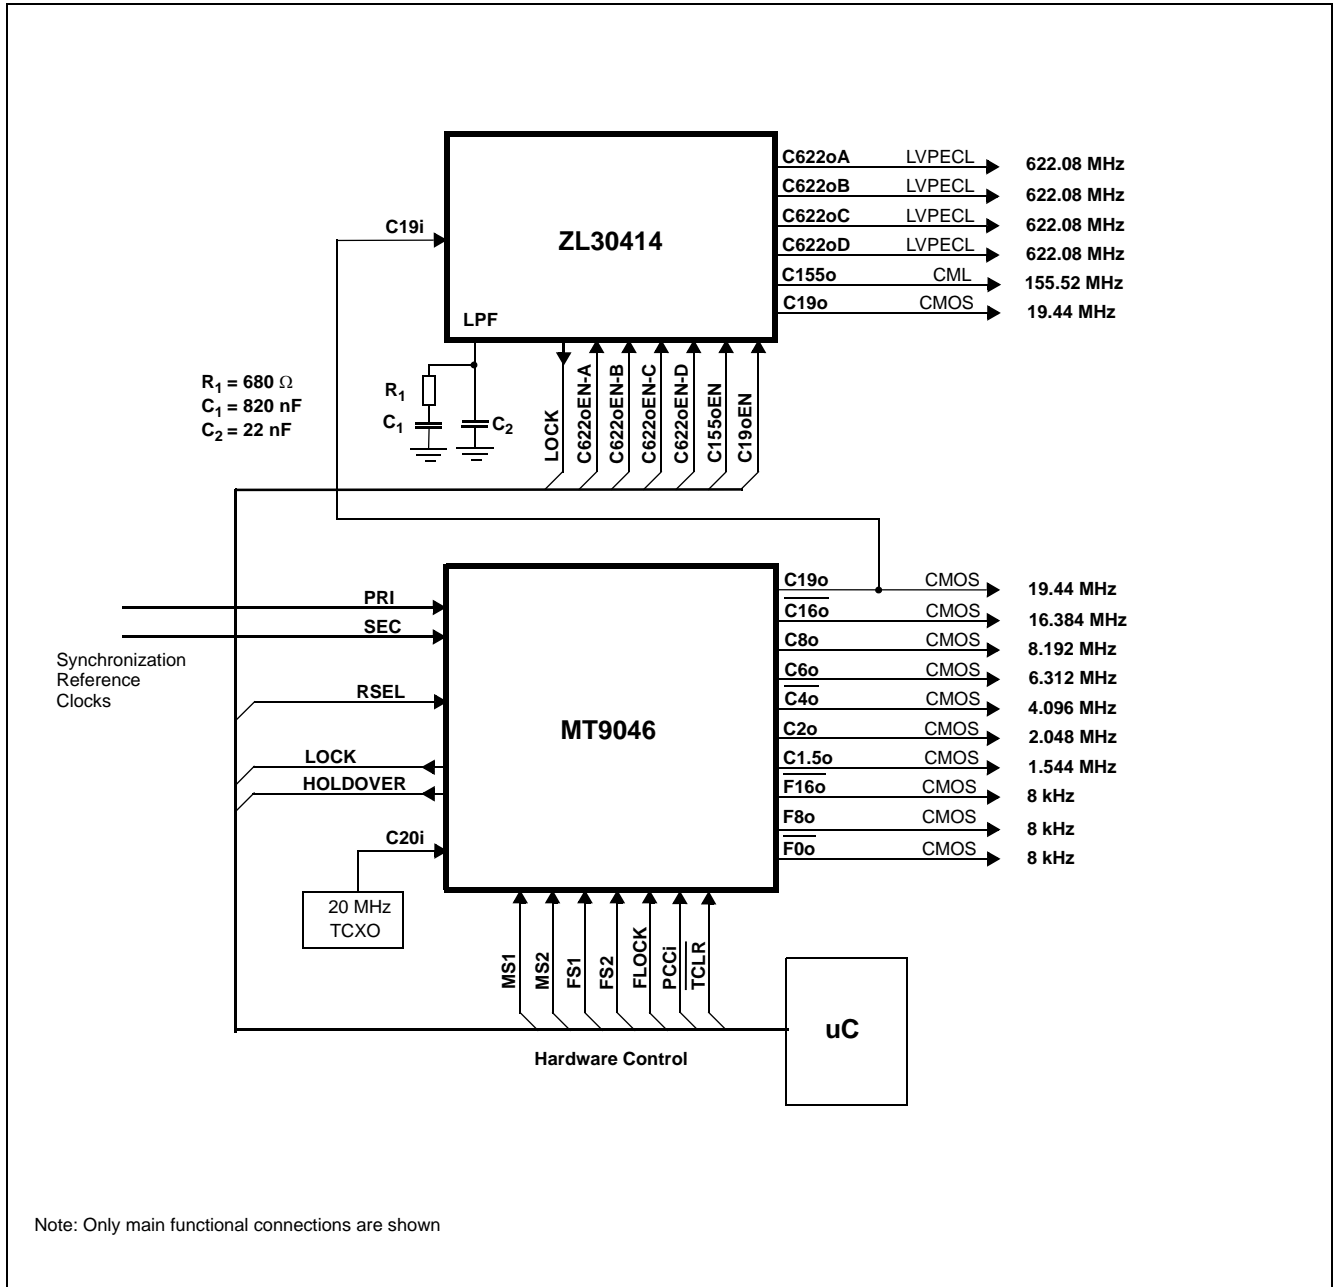 C622oA LVPECL 622.08 MHz
C622oB LVPECL 622.08 MHz
C622oC LVPECL 622.08 MHz
C622oD LVPECL 622.08 MHz
C155o CML 155.52 MHz
C19o CMOS 19.44 MHz
C19i
ZL30414
LPF
R1 = 680 Ω
C1 = 820 nF
C2 = 22 nF
R1
C1
C2
LOCK
C622oEN-A
C622oEN-B
C622oEN-C
C622oEN-D
C155oEN
C19oEN
C19o CMOS 19.44 MHz
C16o CMOS 16.384 MHz
C8o CMOS 8.192 MHz
C6o CMOS 6.312 MHz
C4o CMOS 4.096 MHz
C2o CMOS 2.048 MHz
C1.5o CMOS 1.544 MHz
F16o CMOS 8 kHz
F8o CMOS 8 kHz
F0o CMOS 8 kHz
PRI
SEC
Synchronization
Reference
Clocks
RSEL
MT9046
LOCK
HOLDOVER
C20i
20 MHz
TCXO
MS1
MS2
FS1
FS2
FLOCK
PCCi
TCLR
uC
Hardware Control
Note: Only main functional connections are shown